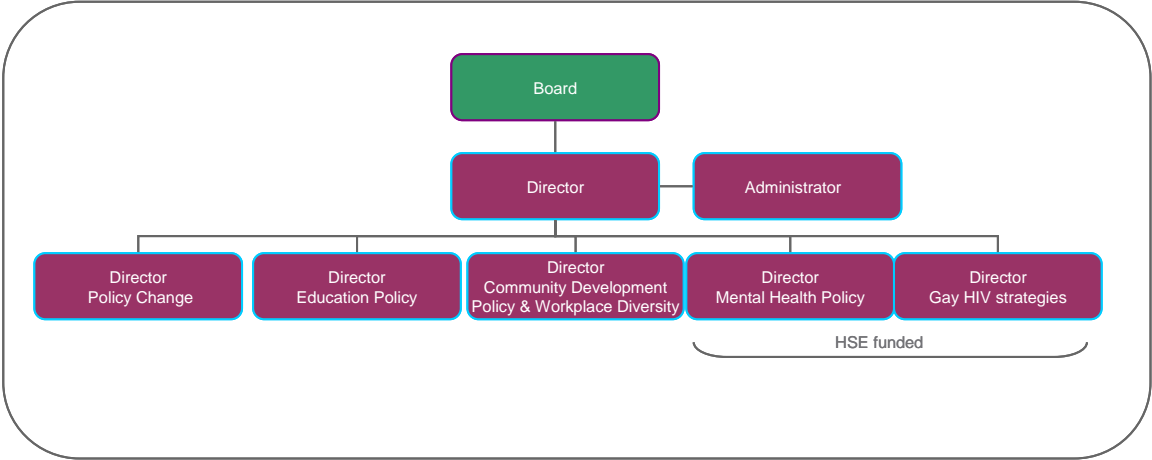 Board
Director
Administrator
Director
Policy Change
Director
Education Policy
Director
Community Development
Policy & Workplace Diversity
Director
Mental Health Policy
Director
Gay HIV strategies
HSE funded